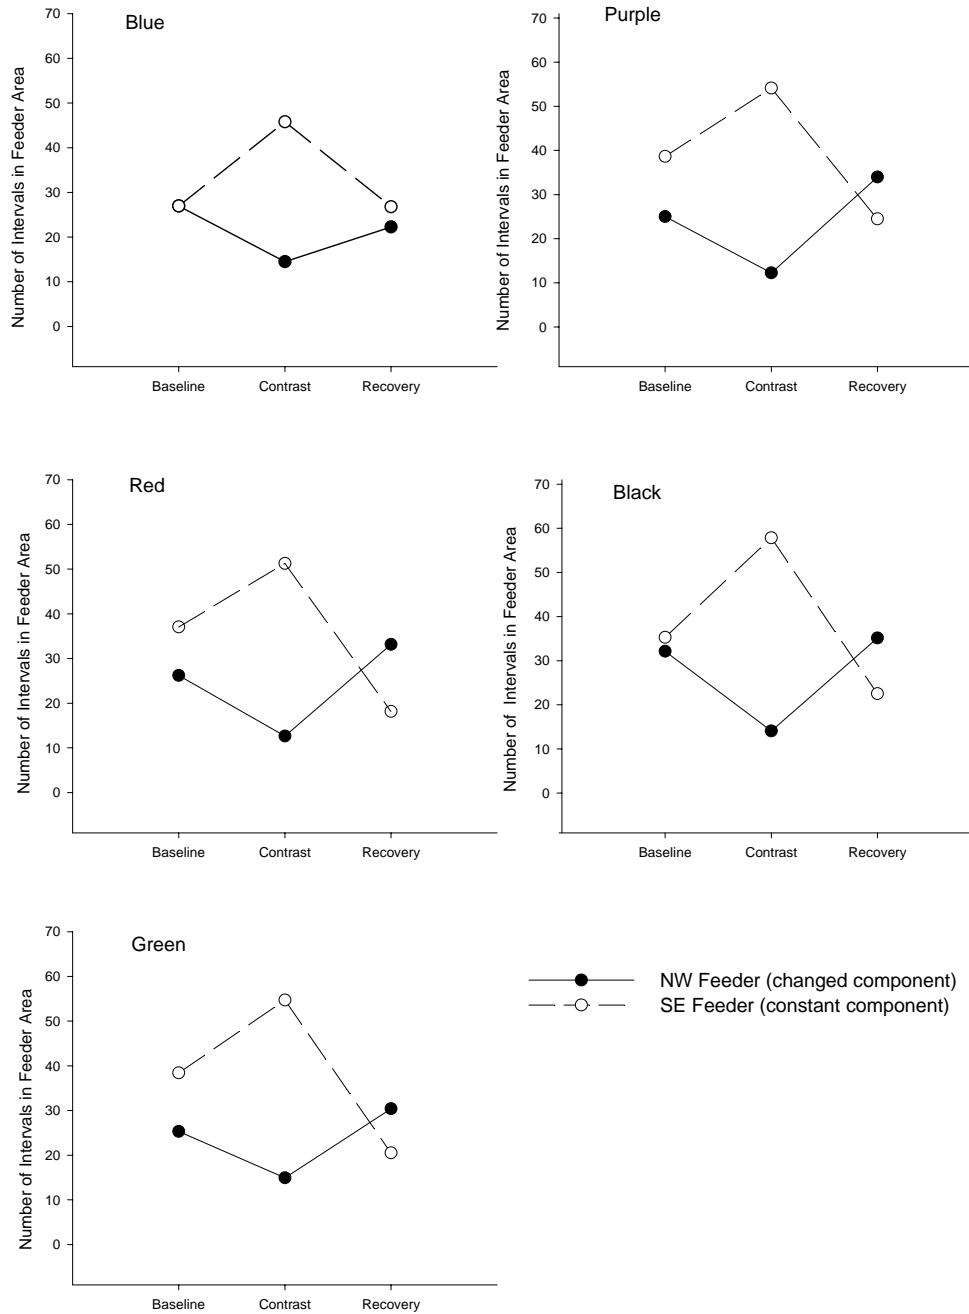 Blue
Number of Intervals in Feeder Area
70
60
50
40
30
20
10
0
Baseline Contrast Recovery
Purple
Number of Intervals in Feeder Area
70
60
50
40
30
20
10
0
Baseline Contrast Recovery
Red
Number of Intervals in Feeder Area
70
60
50
40
30
20
10
0
Baseline Contrast Recovery
Black
Number of Intervals in Feeder Area
70
60
50
40
30
20
10
0
Baseline Contrast Recovery
Green
Number of Intervals in Feeder Area
70
60
50
40
30
20
10
0
Baseline Contrast Recovery
NW Feeder (changed component)
SE Feeder (constant component)